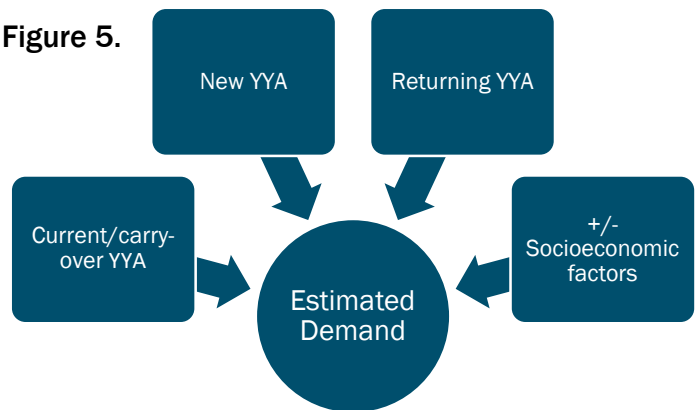 Figure 5.
New YYA
Returning YYA
Current/carry-
over YYA
+/-
Socioeconomic
factors
Estimated
Demand